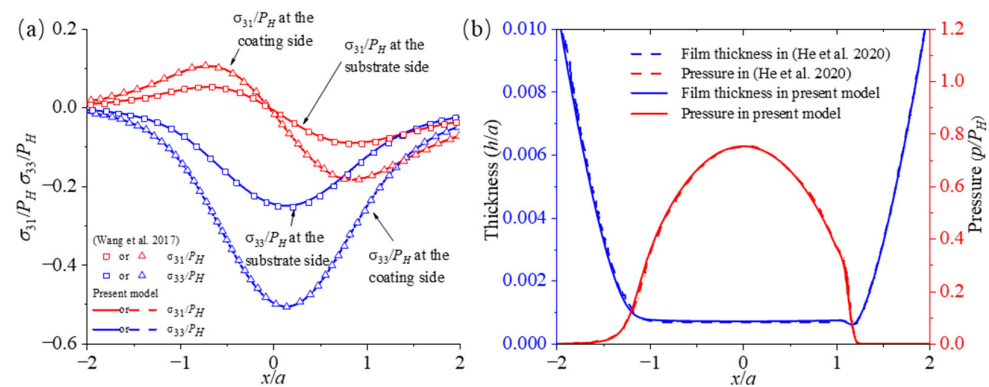 (a)
0.2
0.0
−0.2
−0.4
−0.6
σ31/PH σ33/PH
σ31/PH at the
coating side
σ31/PH at the
substrate side
σ33/PH at the
substrate side
σ33/PH at the
coating side
(Wang et al. 2017)
or σ31/PH
or σ33/PH
Present model
or σ31/PH
or σ33/PH
−2 −1 0 1 2
x/a
(b)
0.010
0.008
0.006
0.004
0.002
0.000
Thickness (h/a)
Film thickness in (He et al. 2020)
Pressure in (He et al. 2020)
Film thickness in present model
Pressure in present model
1.2
1.0
0.8
0.6
0.4
0.2
0.0
Pressure (p/PH)
−2 −1 0 1 2
x/a